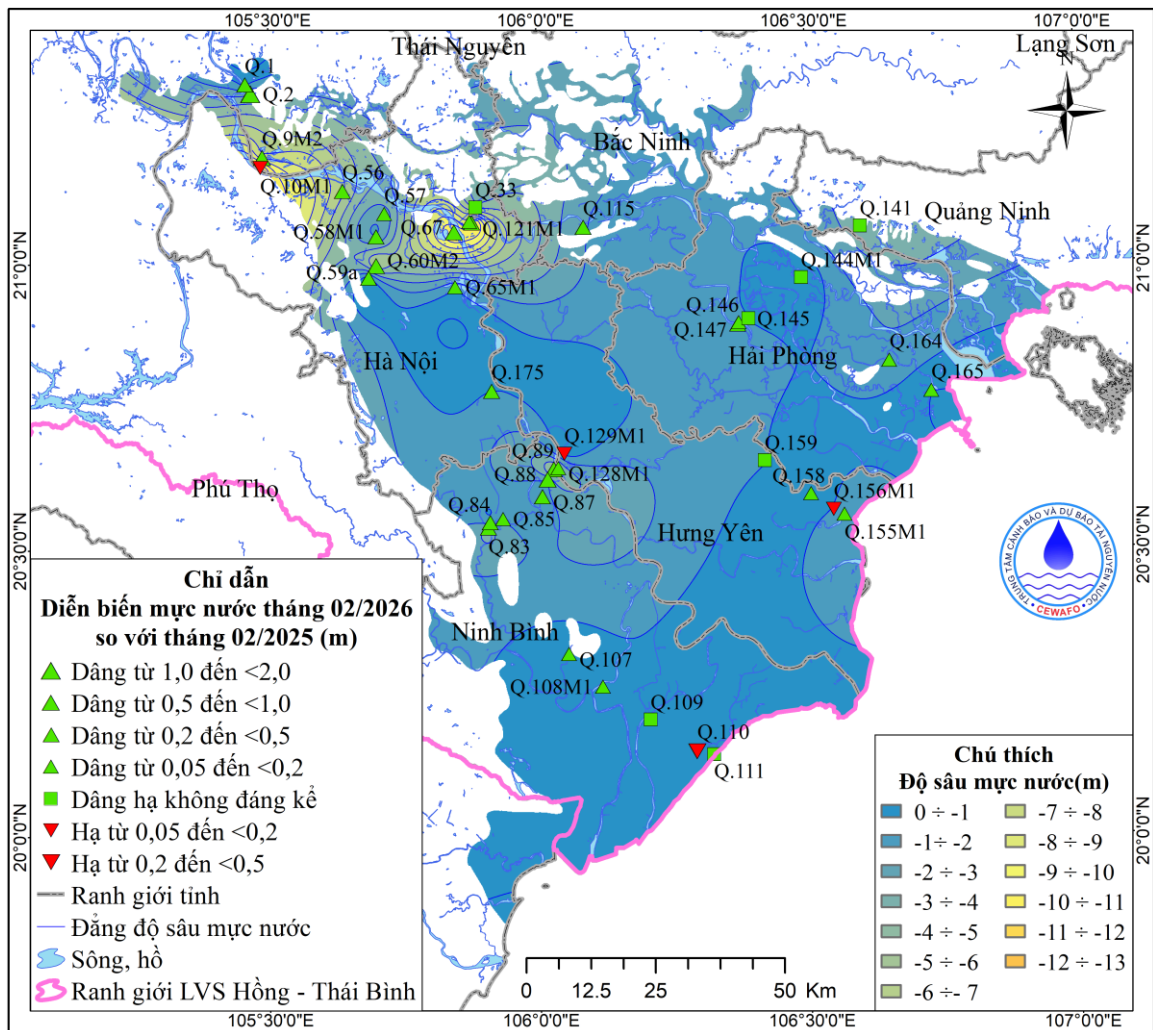 105°30'0"E
106°0'0"E
106°30'0"E
107°0'0"E
Thái Nguyên
Lạng Sơn
N
Q.1
Q.2
Bắc Ninh
Q.9M2
Q.10M1
Q.56
Q.57
Q.33
Q.115
Q.141
Quảng Ninh
Q.58M1
Q.67
Q.121M1
Q.59a
Q.60M2
Q.144M1
21°0'0"N
21°0'0"N
Q.65M1
Q.146
Q.145
Q.147
Hà Nội
Hải Phòng
Q.164
Q.175
Q.165
Q.129M1
Q.89
Q.88
Q.128M1
Q.159
Q.158
Phú Thọ
Q.84
Q.85
Q.87
Q.156M1
Q.83
Hưng Yên
Q.155M1
20°30'0"N
20°30'0"N
TRUNG TÂM CẢNH BÁO VÀ DỰ BÁO TÀI NGUYÊN NƯỚC
CEWAFO
Ninh Bình
Q.107
Q.108M1
Q.109
Q.110
Q.111
20°0'0"N
20°0'0"N
Chỉ dẫn
Diễn biến mực nước tháng 02/2026
so với tháng 02/2025 (m)
Dâng từ 1,0 đến <2,0
Dâng từ 0,5 đến <1,0
Dâng từ 0,2 đến <0,5
Dâng từ 0,05 đến <0,2
Dâng hạ không đáng kể
Hạ từ 0,05 đến <0,2
Hạ từ 0,2 đến <0,5
Ranh giới tỉnh
Đẳng độ sâu mực nước
Sông, hồ
Ranh giới LVS Hồng - Thái Bình
Chú thích
Độ sâu mực nước(m)
0 ÷ -1
-1÷ -2
-2 ÷ -3
-3 ÷ -4
-4 ÷ -5
-5 ÷ -6
-6 ÷- 7
-7 ÷ -8
-8 ÷ -9
-9 ÷ -10
-10 ÷ -11
-11 ÷ -12
-12 ÷ -13
0 12.5 25 50 Km
105°30'0"E
106°0'0"E
106°30'0"E
107°0'0"E